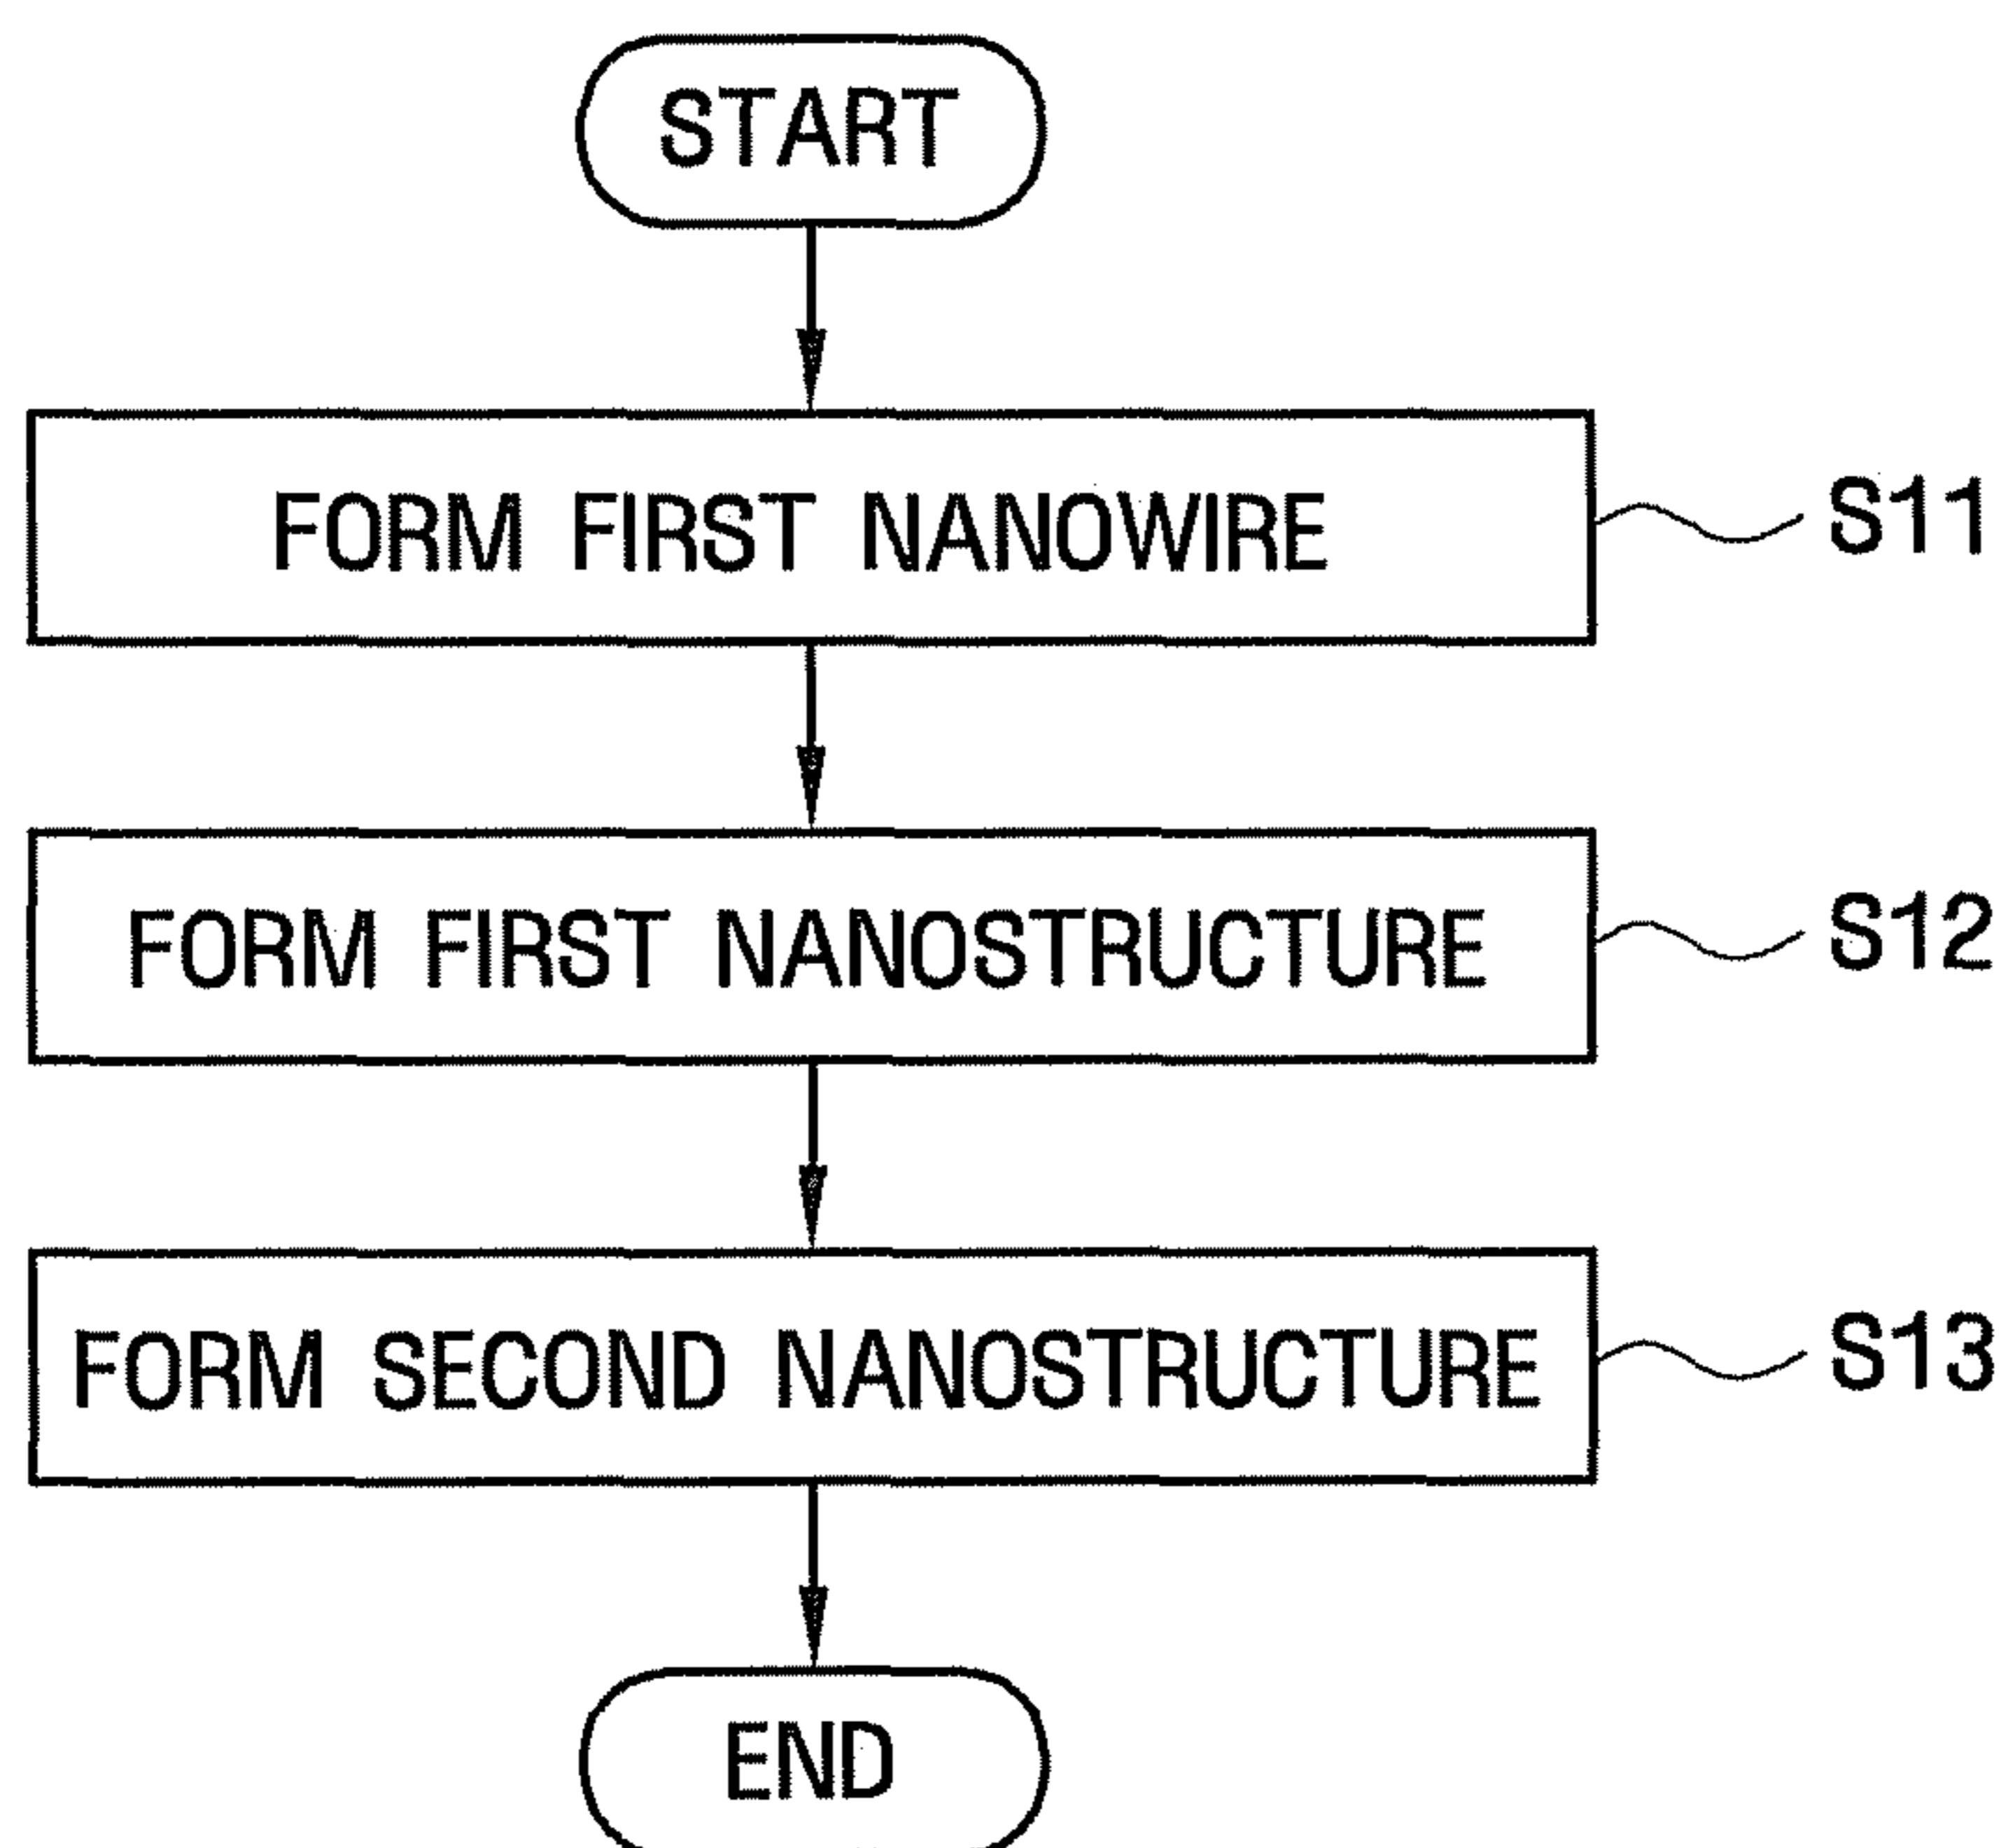 START
FORM FIRST NANOWIRE S11
FORM FIRST NANOSTRUCTURE S12
FORM SECOND NANOSTRUCTURE S13
END